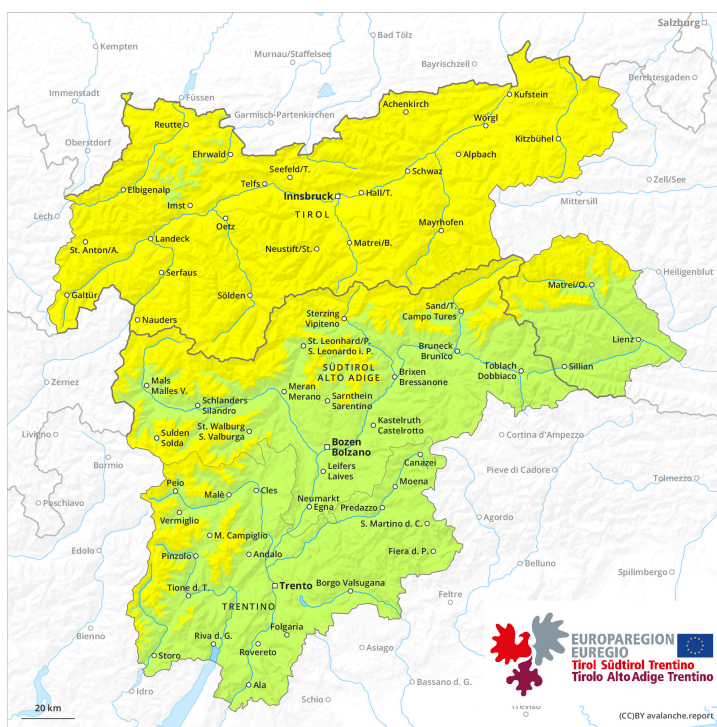 Salzburg
Kempten
Bad Tölz
Murnau/Staffelsee
Bayrischzell
Berchtesgaden
Immenstadt
Füssen
Kufstein
Achenkirch
Garmisch-Partenkirchen
Reutte
Wörgl
Oberstdorf
Kitzbühel
Ehrwald
Alpbach
Seefeld/T.
Schwaz
Telfs
Zell/See
Elbigenalp
Innsbruck
Hall/T.
Mittersill
Imst
TIROL
Lech
Oetz
Mayrhofen
Landeck
St. Anton/A.
Neustift/St.
Matrei/B.
Serfaus
Heiligenblut
Matrei/O.
Galtür
Sölden
Nauders
Sterzing
Vipiteno
Sand/T.
Campo Tures
St. Leonhard/P.
S. Leonardo i. P.
Lienz
Bruneck
Brunico
SÜDTIROL
ALTO ADIGE
Brixen
Bressanone
Toblach
Dobbiaco
Sillian
Zernez
Mals
Malles V.
Meran
Merano
Schlanders
Silandro
Sarnthein
Sarentino
St. Walburg
S. Valburga
Kastelruth
Castelrotto
Livigno
Sulden
Solda
Cortina d'Ampezzo
Bozen
Bolzano
Bormio
Canazei
Leifers
Laives
Pieve di Cadore
Tolmezzo
Peio
Moena
Malè
Cles
Poschiavo
Neumarkt
Egna
Predazzo
Vermiglio
Agordo
S. Martino d. C.
M. Campiglio
Edolo
Pinzolo
Andalo
Fiera d. P.
Belluno
Spilimbergo
Trento
Tione d. T.
Borgo Valsugana
Feltre
TRENTINO
Folgaria
Bienno
Riva d. G.
Rovereto
Asiago
Storo
Bassano d. G.
Ala
Idro
Schio
Treviso
EUROPAREGION
EUREGIO
Tirol Südtirol Trentino
Tirolo Alto Adige Trentino
20 km
(CC)BY avalanche.report